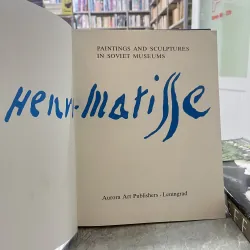 PAINTINGS AND SCULPTURES
IN SOVIET MUSEUMS
Henri-Matisse
Aurora Art Publishers · Leningrad